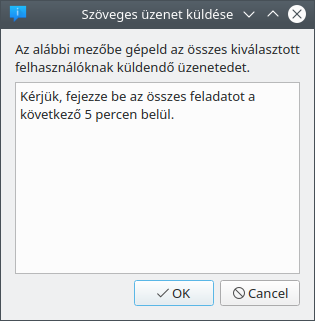 Szöveges üzenet küldése
Az alábbi mezőbe gépeld az összes kiválasztott
felhasználóknak küldendő üzenetedet.
Kérjük, fejezze be az összes feladatot a
következő 5 percen belül.
OK
Cancel